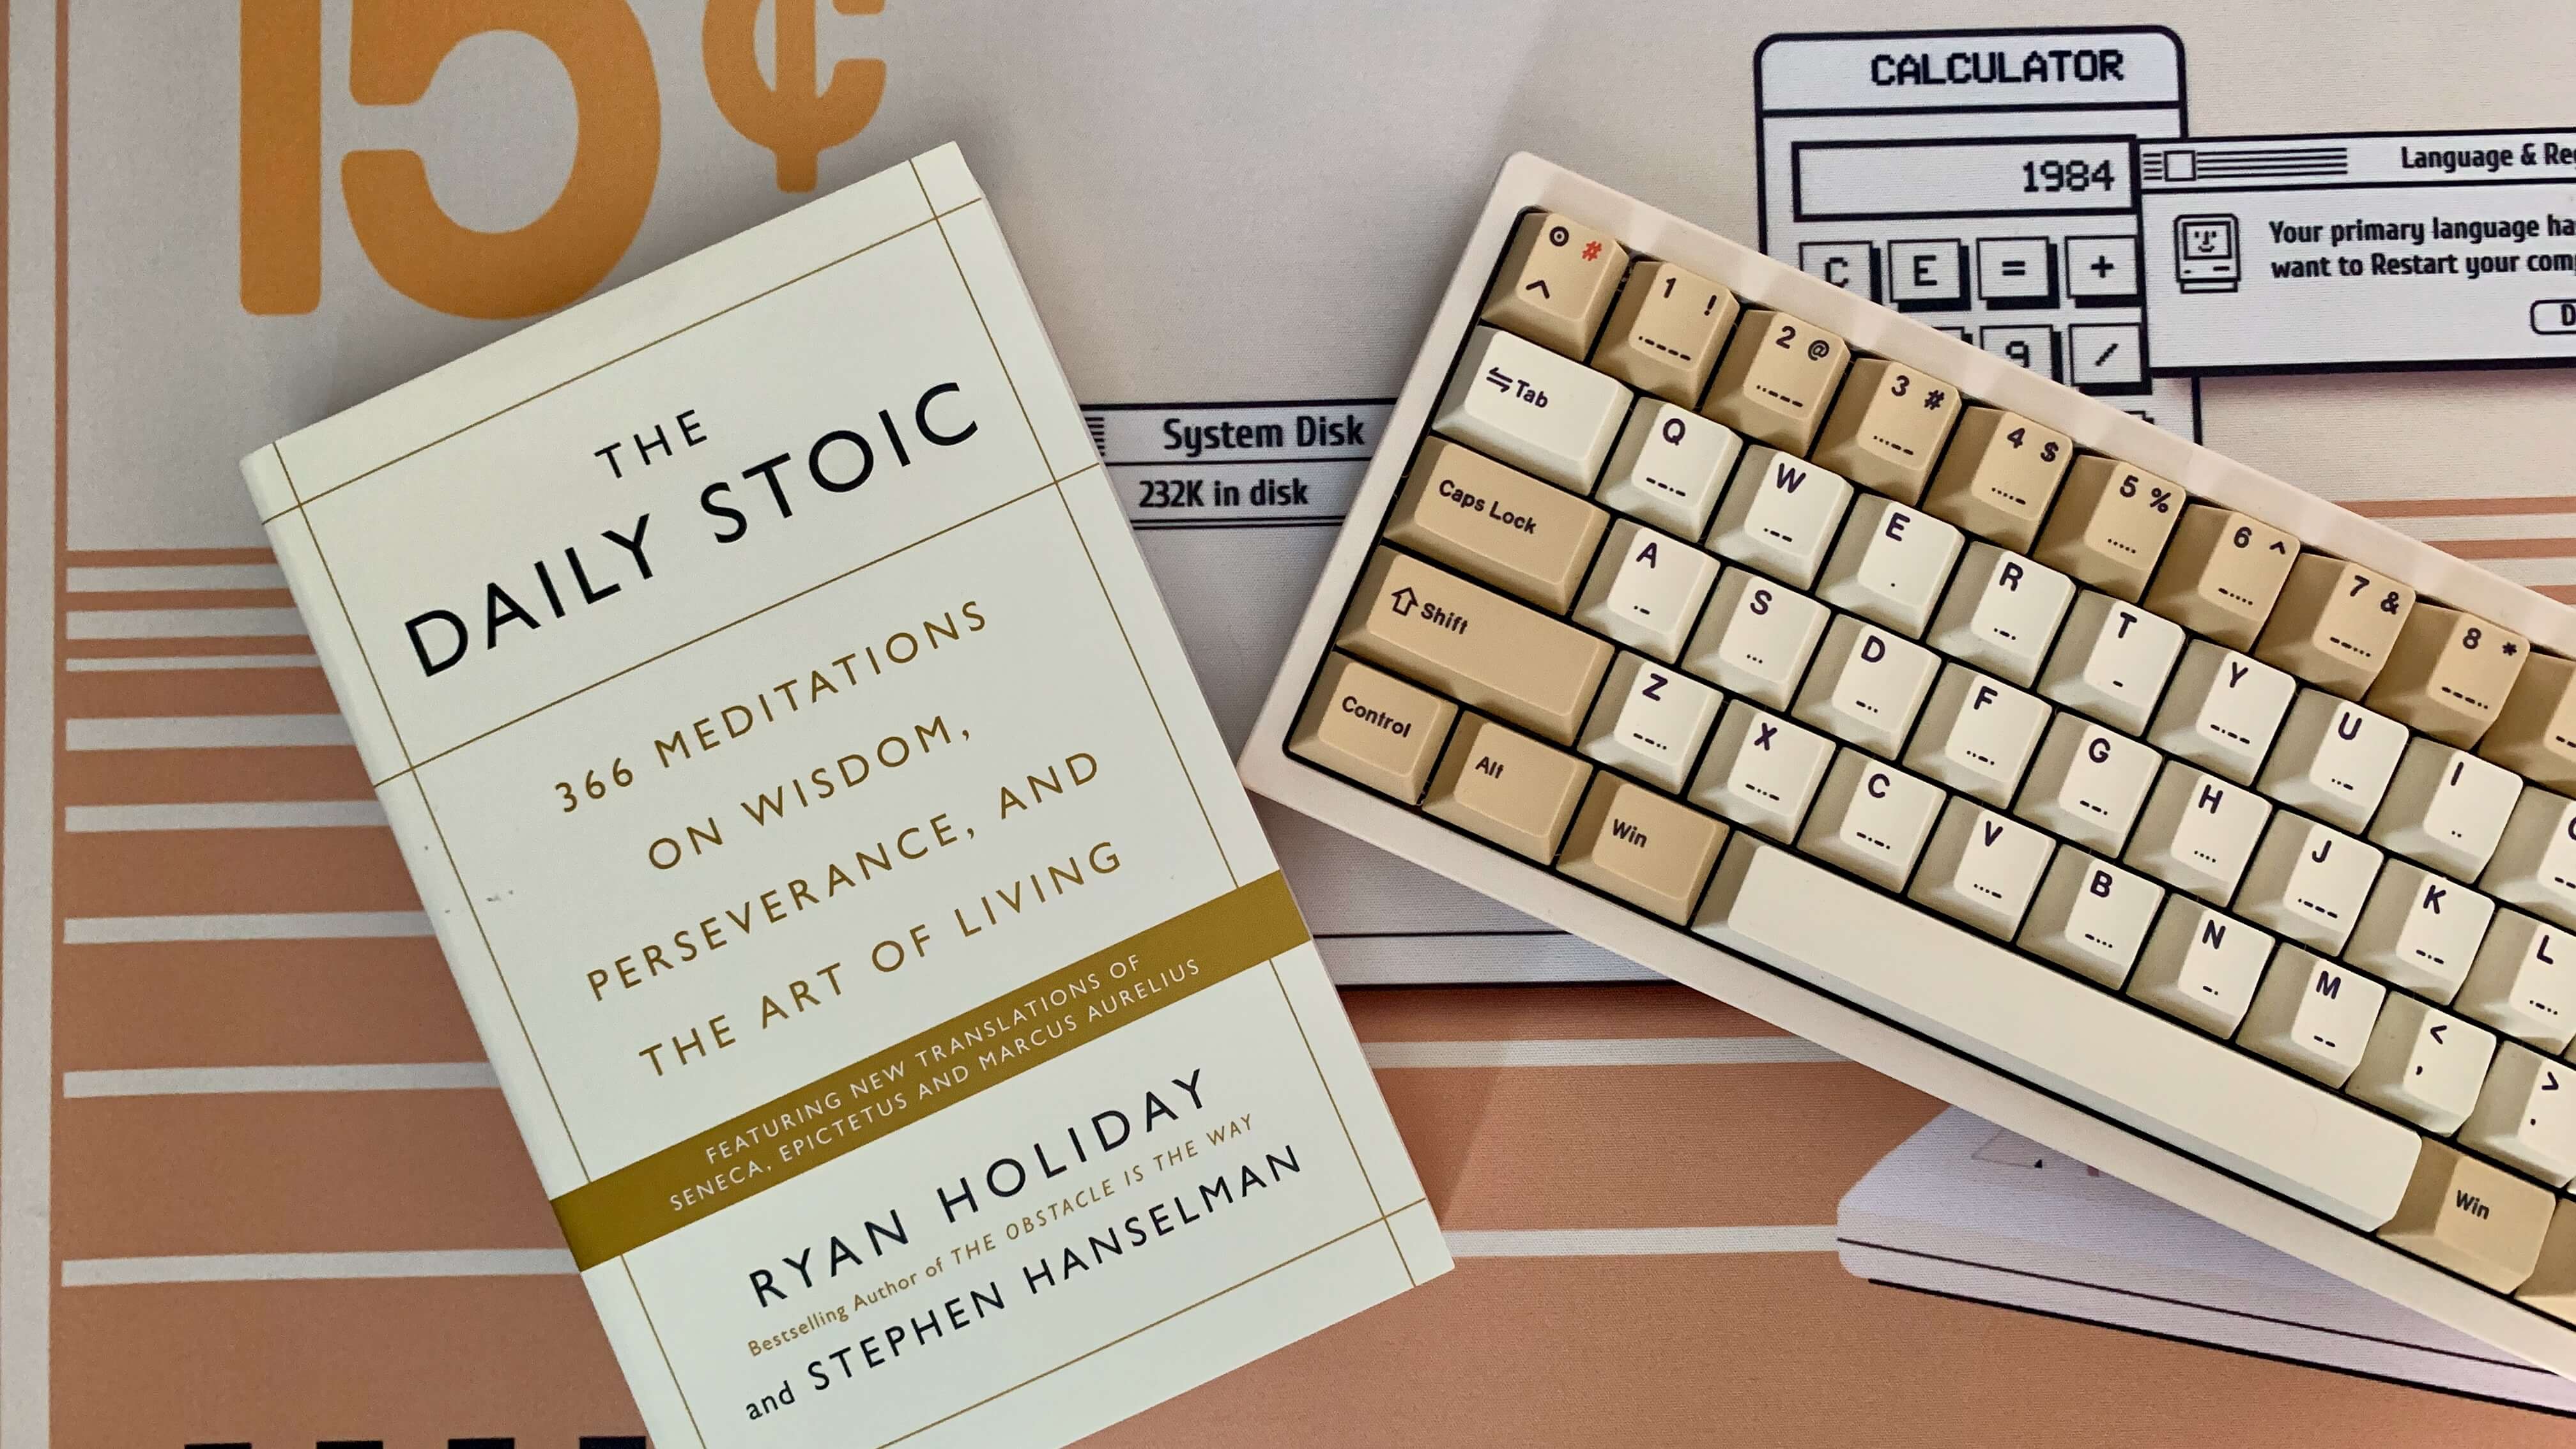 15¢
THE
DAILY STOIC
366 MEDITATIONS
ON WISDOM,
PERSEVERANCE, AND
THE ART OF LIVING
FEATURING NEW TRANSLATIONS OF
SENECA, EPICTETUS AND MARCUS AURELIUS
RYAN HOLIDAY
Bestselling Author of THE OBSTACLE IS THE WAY
and STEPHEN HANSELMAN
CALCULATOR
1984
C E = +
9 /
Language & Re
Your primary language ha
want to Restart your com
D
System Disk
232K in disk
# ^
1 ! .----
2 @ ..---
3 # ...--
4 $ ....-
5 % .....
6 ^ -....
7 & --...
8 * ---..
Tab
Q --.-
W .--
E .
R .-.
T -
Y -.--
U ..-
I ..
Caps Lock
A .-
S ...
D -..
F ..-.
G --.
H ....
J .---
K -.-
L .-..
Shift
Z --..
X -..-
C -.-.
V ...-
B -...
N -.
M --
< ,
> .
Control
Alt
Win
Win